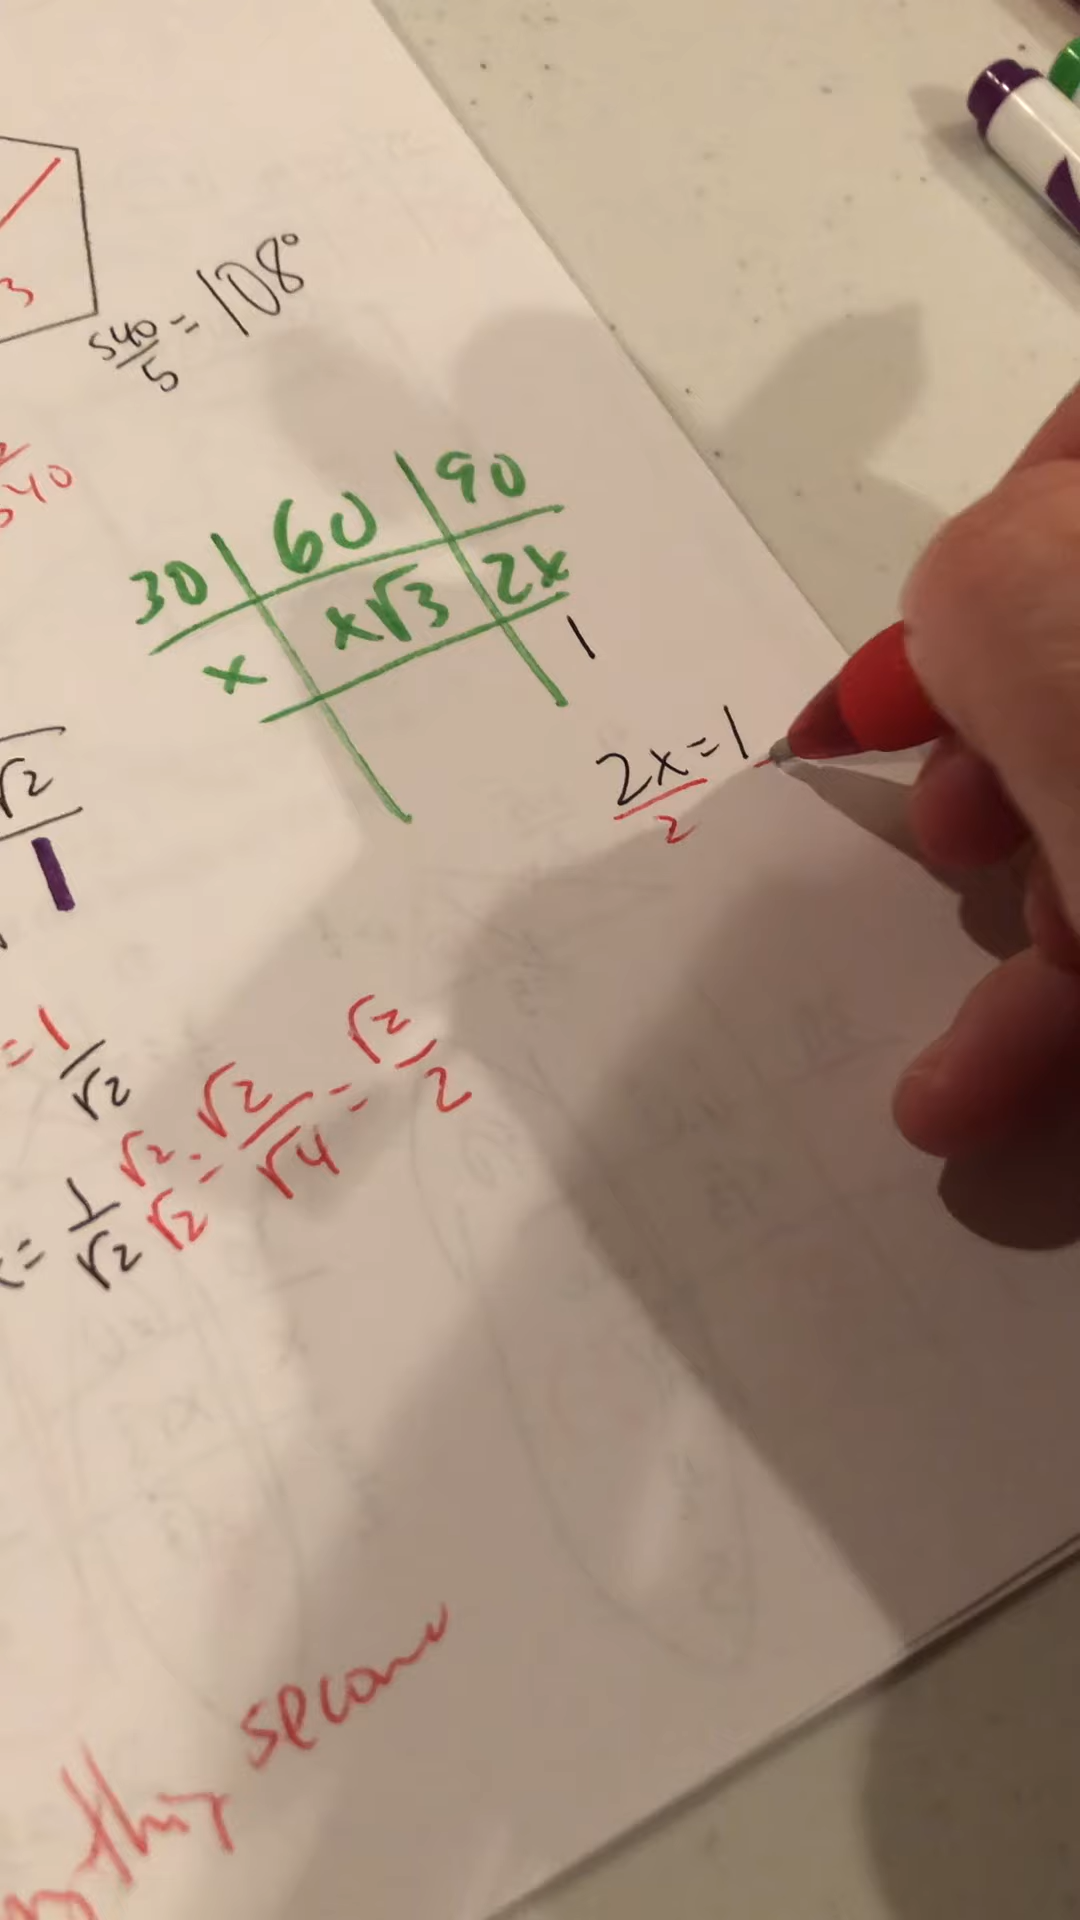 3
540/5 = 108°
540
30 | 60 | 90
x | x√3 | 2x
1
2x = 1
2
√2
1
= 1/√2
= 1/√2 √2/√2 = √2/√4 = √2/2
second